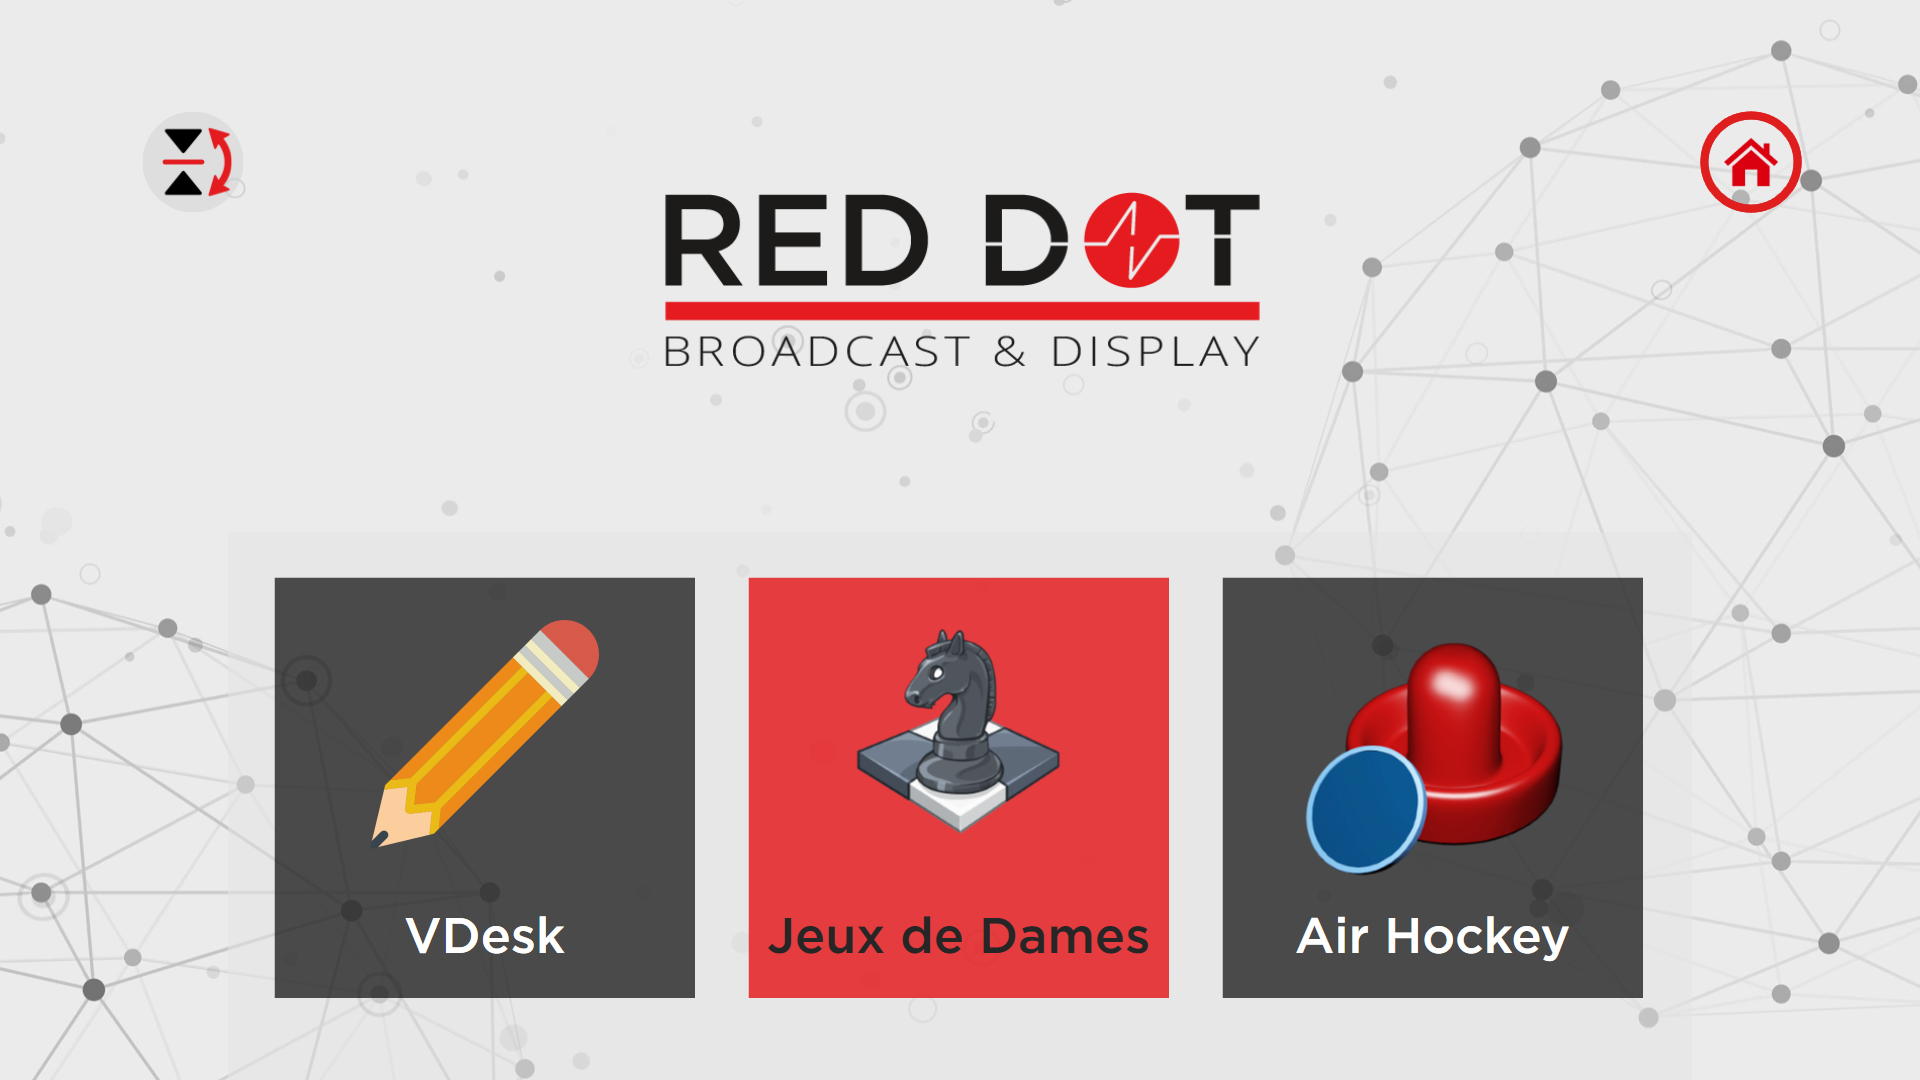 RED DOT
BROADCAST & DISPLAY
VDesk
Jeux de Dames
Air Hockey